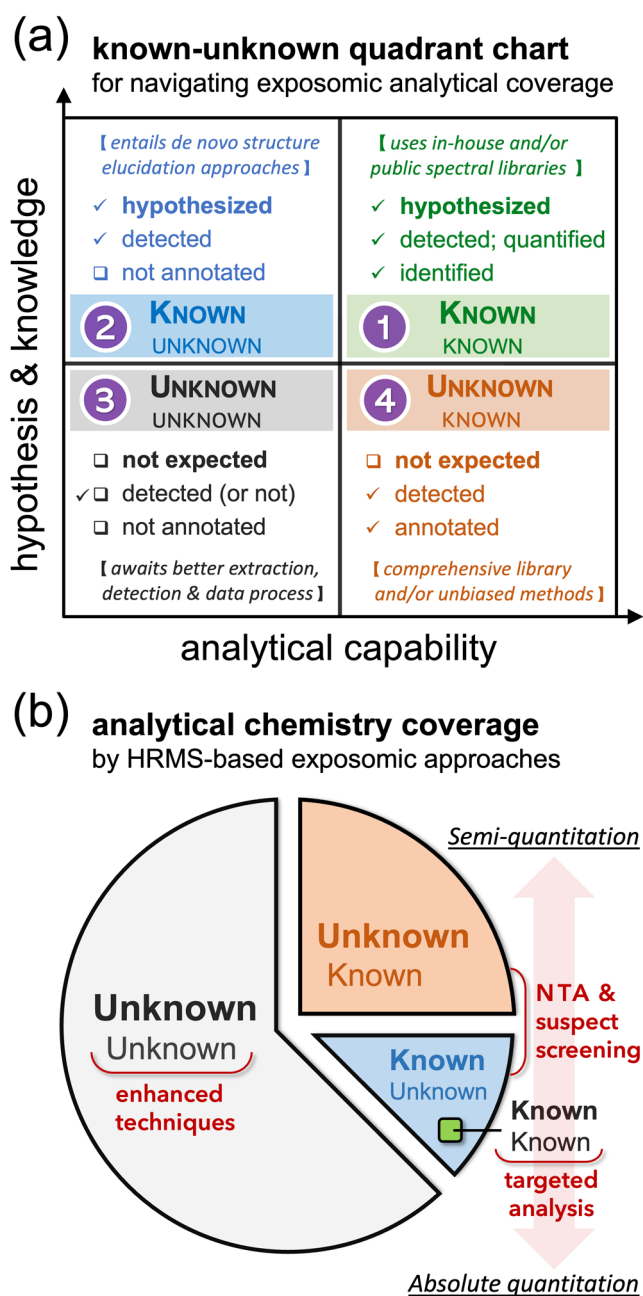 (a) known-unknown quadrant chart
for navigating exposomic analytical coverage
hypothesis & knowledge
【 entails de novo structure
elucidation approaches 】
✓ hypothesized
✓ detected
❑ not annotated
2 KNOWN
UNKNOWN
【 uses in-house and/or
public spectral libraries 】
✓ hypothesized
✓ detected; quantified
✓ identified
1 KNOWN
KNOWN
3 UNKNOWN
UNKNOWN
❑ not expected
✓❑ detected (or not)
❑ not annotated
【 awaits better extraction,
detection & data process 】
4 UNKNOWN
KNOWN
❑ not expected
✓ detected
✓ annotated
【 comprehensive library
and/or unbiased methods 】
analytical capability
(b) analytical chemistry coverage
by HRMS-based exposomic approaches
Semi-quantitation
Unknown
Known
Unknown
Unknown
enhanced
techniques
NTA &
suspect
screening
Known
Unknown
Known
Known
targeted
analysis
Absolute quantitation